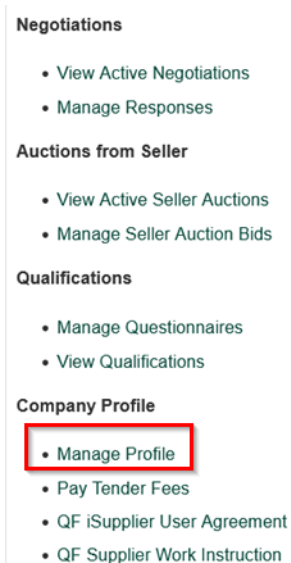 Negotiations
View Active Negotiations
Manage Responses
Auctions from Seller
View Active Seller Auctions
Manage Seller Auction Bids
Qualifications
Manage Questionnaires
View Qualifications
Company Profile
Manage Profile
Pay Tender Fees
QF iSupplier User Agreement
QF Supplier Work Instruction